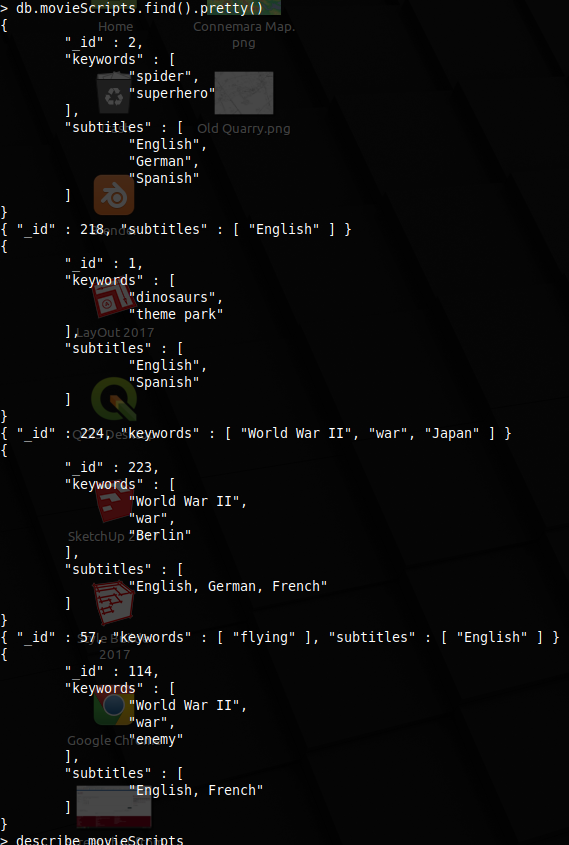 > db.movieScripts.find().pretty()
{
        "_id" : 2,
        "keywords" : [
                "spider",
                "superhero"
        ],
        "subtitles" : [
                "English",
                "German",
                "Spanish"
        ]
}
{ "_id" : 218, "subtitles" : [ "English" ] }
{
        "_id" : 1,
        "keywords" : [
                "dinosaurs",
                "theme park"
        ],
        "subtitles" : [
                "English",
                "Spanish"
        ]
}
{ "_id" : 224, "keywords" : [ "World War II", "war", "Japan" ] }
{
        "_id" : 223,
        "keywords" : [
                "World War II",
                "war",
                "Berlin"
        ],
        "subtitles" : [
                "English, German, French"
        ]
}
{ "_id" : 57, "keywords" : [ "flying" ], "subtitles" : [ "English" ] }
{
        "_id" : 114,
        "keywords" : [
                "World War II",
                "war",
                "enemy"
        ],
        "subtitles" : [
                "English, French"
        ]
}
> describe movieScripts
Home
Connemara Map.
png
Old Quarry.png
LayOut 2017
SketchUp
2017
Google Chro